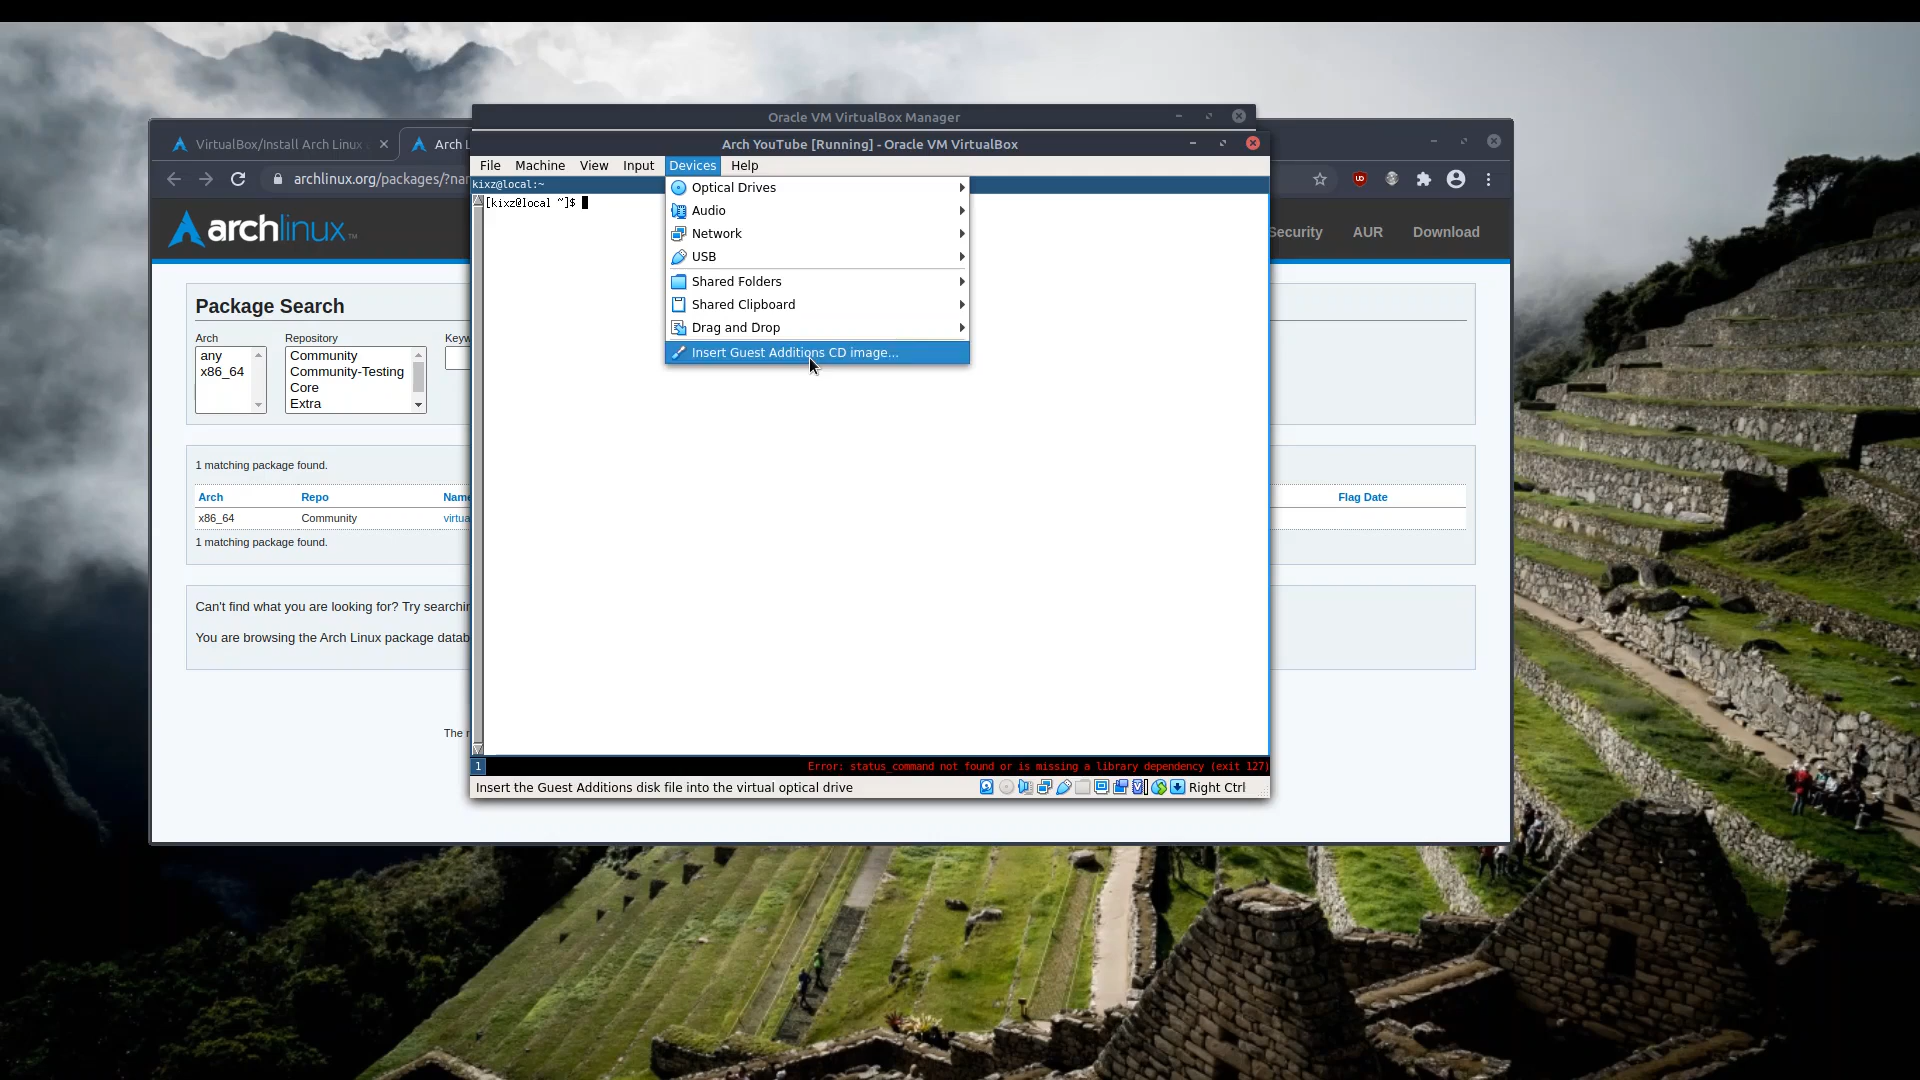 Oracle VM VirtualBox Manager
VirtualBox/Install Arch Linux
Arch L
Arch YouTube [Running] - Oracle VM VirtualBox
File Machine View Input Devices Help
archlinux.org/packages/?na
kixz@local:~
[kixz@local ~]$
Optical Drives
Audio
Network
USB
Shared Folders
Shared Clipboard
Drag and Drop
Insert Guest Additions CD image...
archlinux™
Security AUR Download
Package Search
Arch Repository Keyw
any
x86_64
Community
Community-Testing
Core
Extra
1 matching package found.
Arch Repo Name Flag Date
x86_64 Community virtua
1 matching package found.
Can't find what you are looking for? Try searchin
You are browsing the Arch Linux package datab
The r
1
Error: status_command not found or is missing a library dependency (exit 127)
Insert the Guest Additions disk file into the virtual optical drive
Right Ctrl